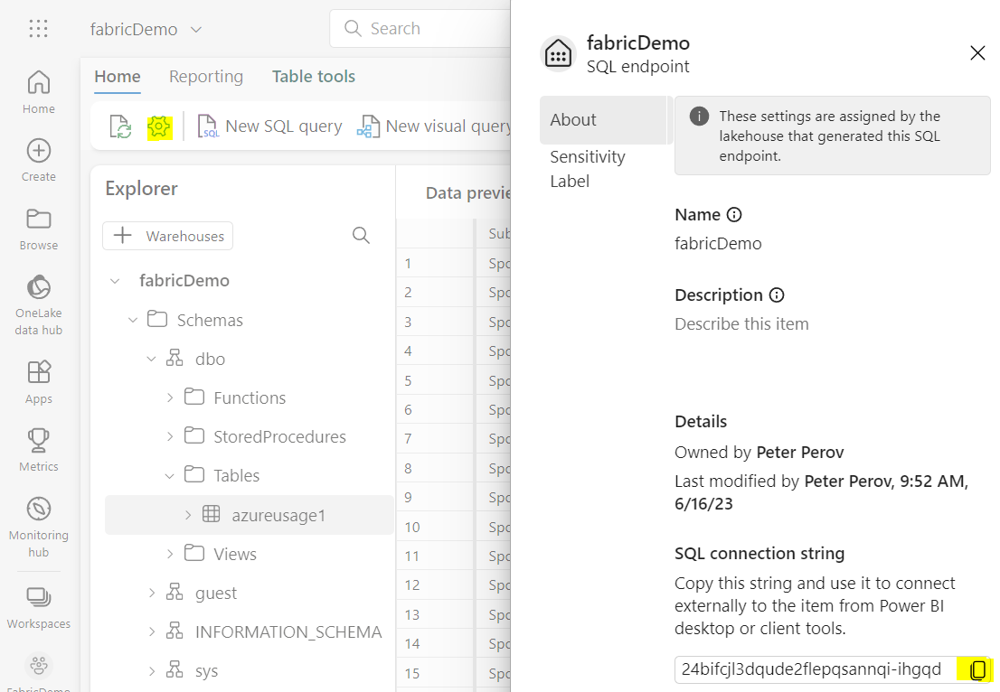 fabricDemo
Search
Home
Create
Browse
OneLake
data hub
Apps
Metrics
Monitoring
hub
Workspaces
FabricDemo
Home Reporting Table tools
SQL New SQL query New visual query
Explorer
Warehouses
fabricDemo
Schemas
dbo
Functions
StoredProcedures
Tables
azureusage1
Views
guest
INFORMATION_SCHEMA
sys
Data previe
Sub
1 Spo
2 Spo
3 Spo
4 Spo
5 Spo
6 Spo
7 Spo
8 Spo
9 Spo
10 Spo
11 Spo
12 Spo
13 Spo
14 Spo
15 Spo
fabricDemo
SQL endpoint
About
Sensitivity
Label
These settings are assigned by the
lakehouse that generated this SQL
endpoint.
Name
fabricDemo
Description
Describe this item
Details
Owned by Peter Perov
Last modified by Peter Perov, 9:52 AM,
6/16/23
SQL connection string
Copy this string and use it to connect
externally to the item from Power BI
desktop or client tools.
24bifcjl3dqude2flepqsannqi-ihgqd